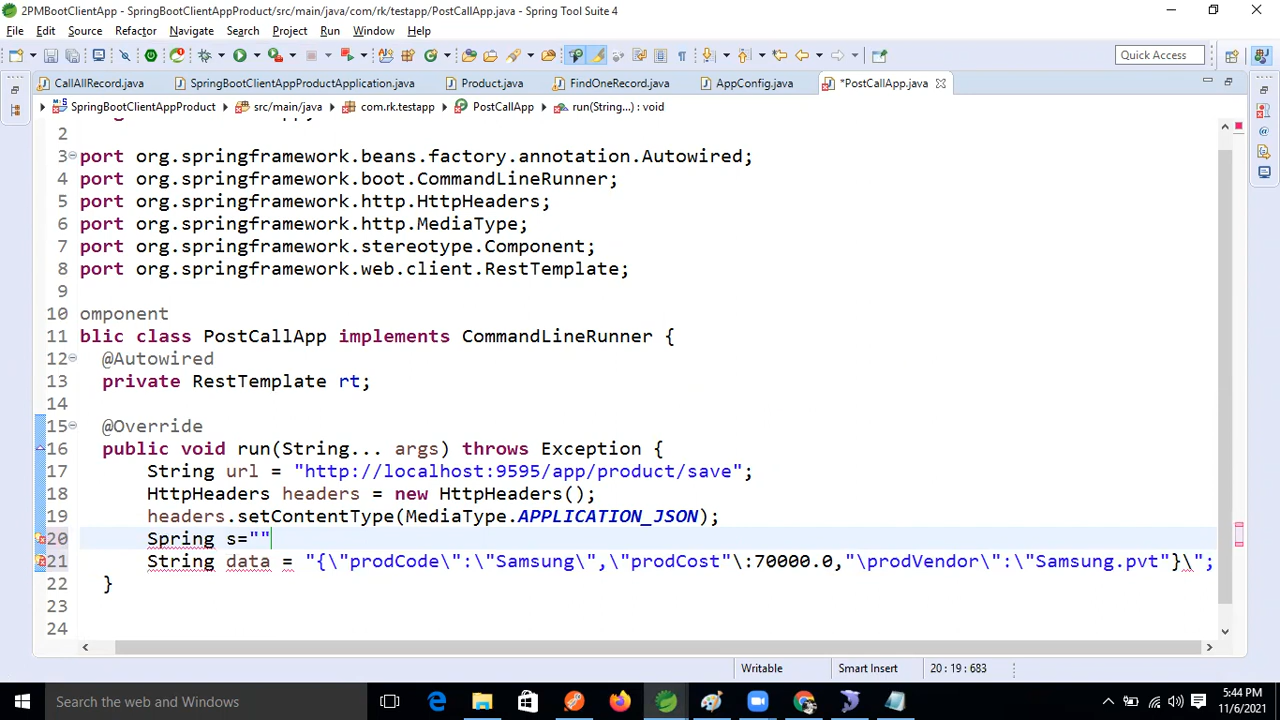 2PMBootClientApp - SpringBootClientAppProduct/src/main/java/com/rk/testapp/PostCallApp.java - Spring Tool Suite 4
File Edit Source Refactor Navigate Search Project Run Window Help
Quick Access
CallAllRecord.java SpringBootClientAppProductApplication.java Product.java FindOneRecord.java AppConfig.java *PostCallApp.java
SpringBootClientAppProduct src/main/java com.rk.testapp PostCallApp run(String...) : void
2
3 port org.springframework.beans.factory.annotation.Autowired;
4 port org.springframework.boot.CommandLineRunner;
5 port org.springframework.http.HttpHeaders;
6 port org.springframework.http.MediaType;
7 port org.springframework.stereotype.Component;
8 port org.springframework.web.client.RestTemplate;
9
10 omponent
11 blic class PostCallApp implements CommandLineRunner {
12 @Autowired
13 private RestTemplate rt;
14
15 @Override
16 public void run(String... args) throws Exception {
17 String url = "http://localhost:9595/app/product/save";
18 HttpHeaders headers = new HttpHeaders();
19 headers.setContentType(MediaType.APPLICATION_JSON);
20 Spring s=""
21 String data = "{\"prodCode\":\"Samsung\",\"prodCost"\:70000.0,"\prodVendor\":\"Samsung.pvt"}\";
22 }
23
24
Writable Smart Insert 20 : 19 : 683
Search the web and Windows
5:44 PM
11/6/2021